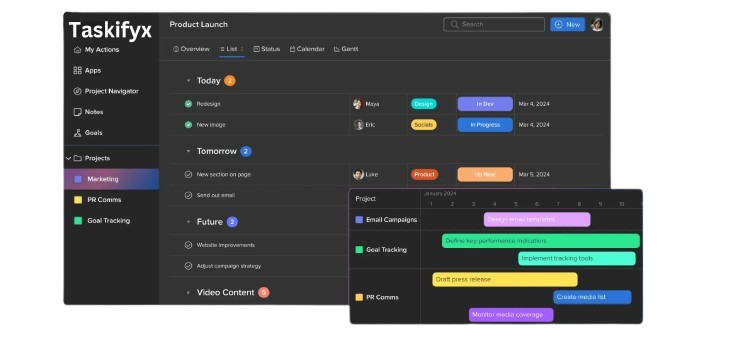 Taskifyx
Product Launch
Search
New
My Actions
Apps
Project Navigator
Notes
Goals
Projects
Marketing
PR Comms
Goal Tracking
Overview
List
Status
Calendar
Gantt
Today 2
Redesign Maya Design In Dev Mar 4, 2024
New image Eric Socials In Progress Mar 4, 2024
Tomorrow 2
New section on page Luke Product Up Next Mar 5, 2024
Send out email
Future 2
Website improvements
Adjust campaign strategy
Video Content 5
January 2024
Project
1 2 3 4 5 6 7 8 9 10 11
Email Campaigns
Design email templates
Goal Tracking
Define key performance indicators
Implement tracking tools
PR Comms
Draft press release
Create media list
Monitor media coverage